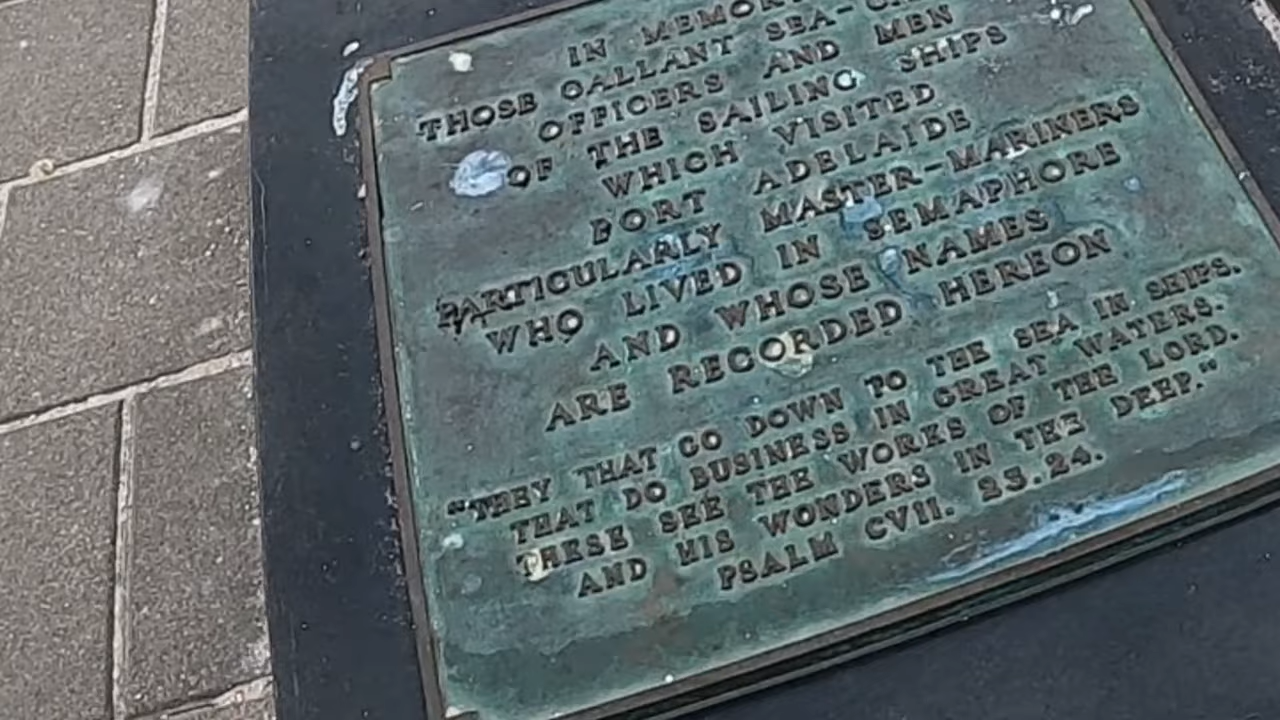 IN MEMORY
THOSE GALLANT SEA-CA
OFFICERS AND MEN
OF THE SAILING SHIPS
WHICH VISITED
PORT ADELAIDE
PARTICULARLY MASTER-MARINERS
WHO LIVED IN SEMAPHORE
AND WHOSE NAMES
ARE RECORDED HEREON
"THEY THAT GO DOWN TO THE SEA IN SHIPS.
THAT DO BUSINESS IN GREAT WATERS.
THESE SEE THE WORKS OF THE LORD.
AND HIS WONDERS IN THE DEEP."
PSALM CVII. 23.24.